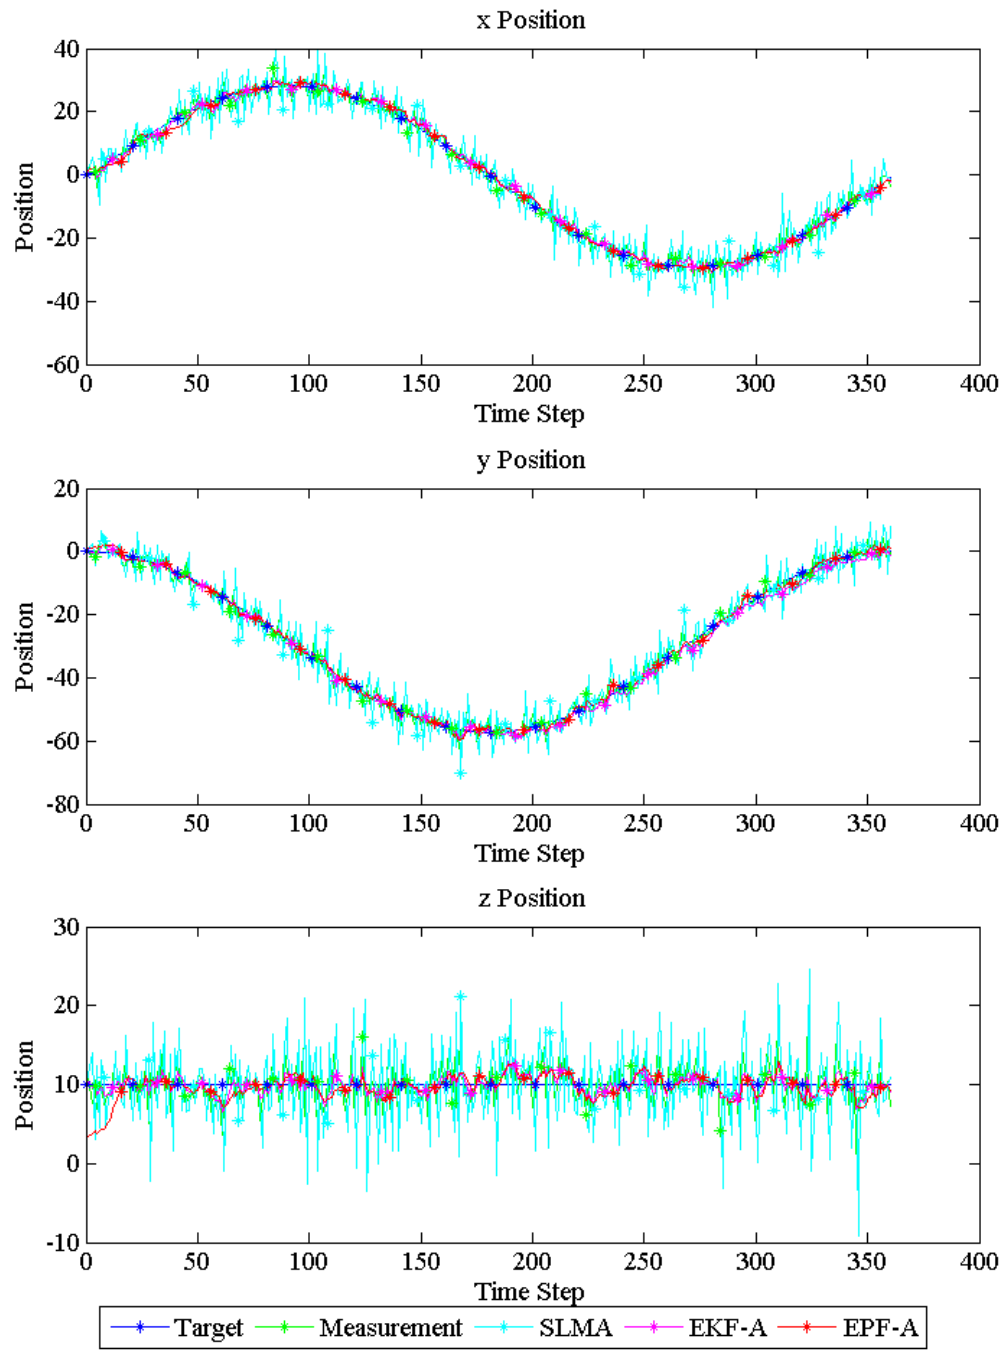 x Position
40
20
0
-20
-40
-60
Position
0 50 100 150 200 250 300 350 400
Time Step
y Position
20
0
-20
-40
-60
-80
Position
0 50 100 150 200 250 300 350 400
Time Step
z Position
30
20
10
0
-10
Position
0 50 100 150 200 250 300 350 400
Time Step
Target Measurement SLMA EKF-A EPF-A